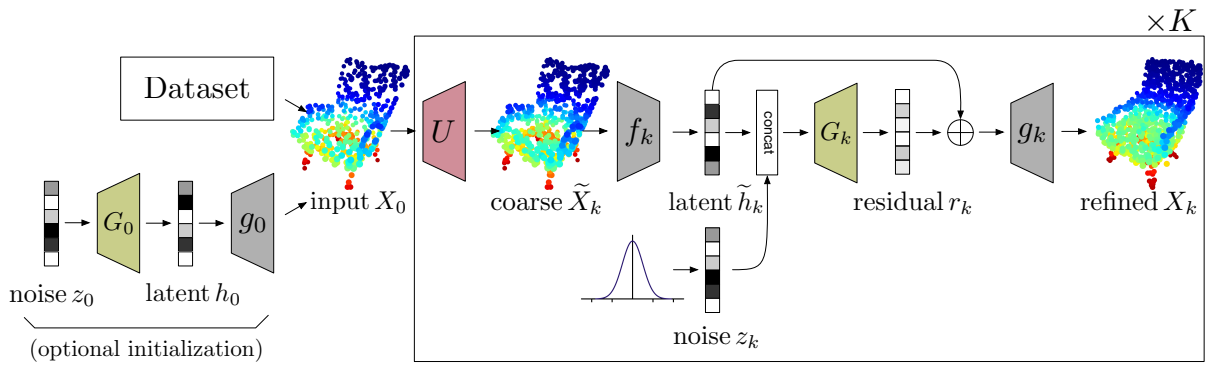 ×K
Dataset
U
f_k
concat
G_k
g_k
input X_0
coarse X̃_k
latent h̃_k
residual r_k
refined X_k
G_0
g_0
noise z_0
latent h_0
(optional initialization)
noise z_k